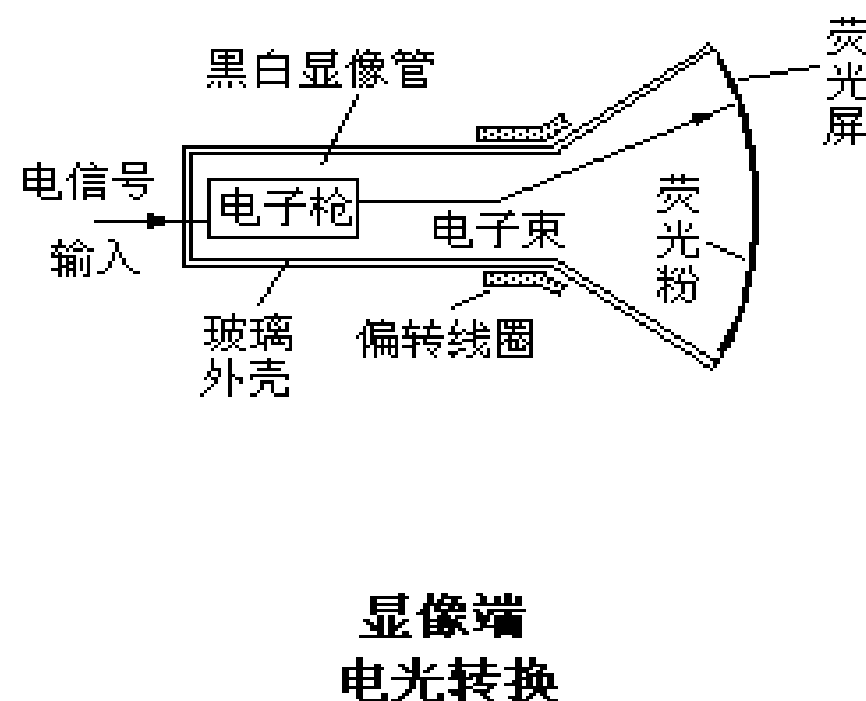 黑白显像管
荧
光
屏
电信号
输入
电子枪
电子束
荧
光
粉
玻璃
外壳
偏转线圈
显像端
电光转换